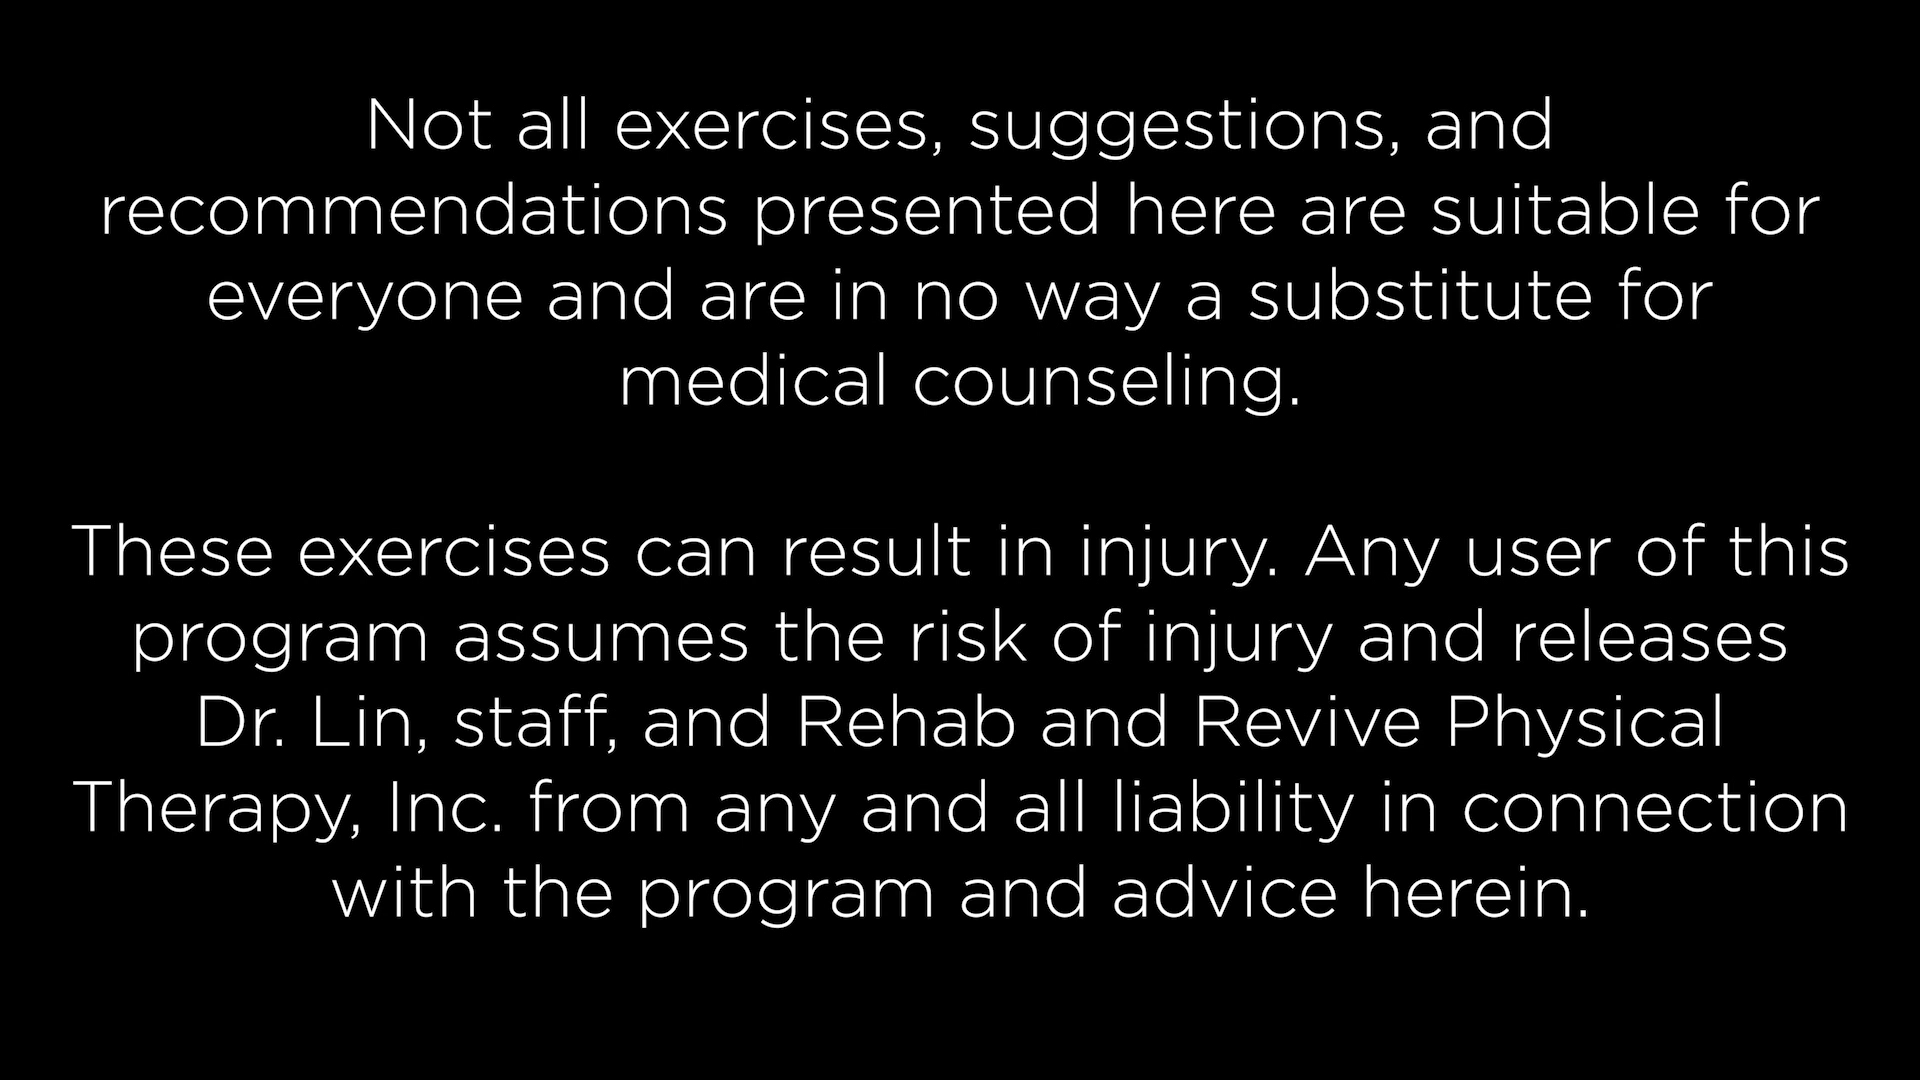 Not all exercises, suggestions, and
recommendations presented here are suitable for
everyone and are in no way a substitute for
medical counseling.
These exercises can result in injury. Any user of this
program assumes the risk of injury and releases
Dr. Lin, staff, and Rehab and Revive Physical
Therapy, Inc. from any and all liability in connection
with the program and advice herein.